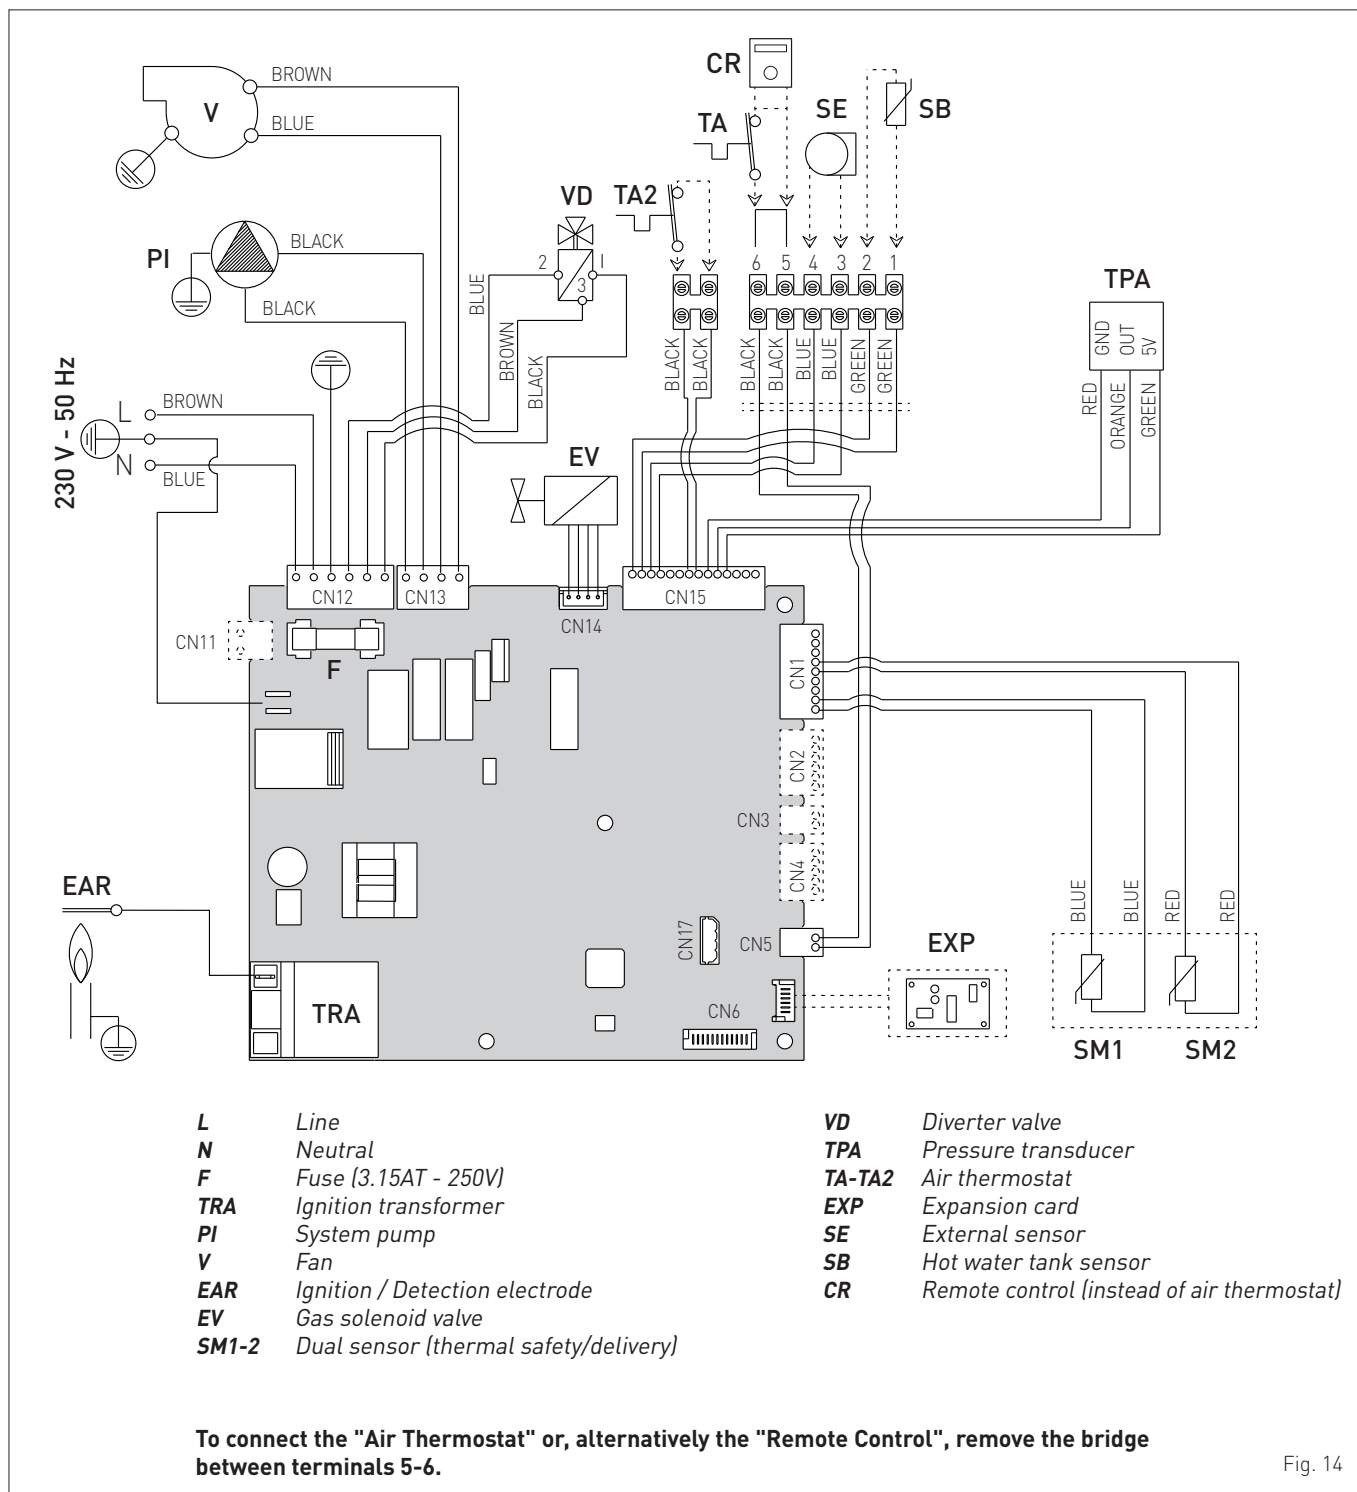 BROWN
V
BLUE
CR
TA
SE
SB
PI
BLACK
BLACK
VD
TA2
2
1
3
BLUE
BROWN
BLACK
6 5 4 3 2 1
BLACK
BLACK
BLACK
BLACK
BLUE
BLUE
GREEN
GREEN
TPA
GND
OUT
5V
RED
ORANGE
GREEN
230 V - 50 Hz
L
BROWN
N
BLUE
EV
CN12
CN13
CN14
CN15
CN11
F
CN1
CN2
CN3
CN4
CN17
CN5
CN6
EXP
EAR
TRA
BLUE
BLUE
RED
RED
SM1
SM2
L Line
N Neutral
F Fuse (3.15AT - 250V)
TRA Ignition transformer
PI System pump
V Fan
EAR Ignition / Detection electrode
EV Gas solenoid valve
SM1-2 Dual sensor (thermal safety/delivery)
VD Diverter valve
TPA Pressure transducer
TA-TA2 Air thermostat
EXP Expansion card
SE External sensor
SB Hot water tank sensor
CR Remote control (instead of air thermostat)
To connect the "Air Thermostat" or, alternatively the "Remote Control", remove the bridge
between terminals 5-6.
Fig. 14